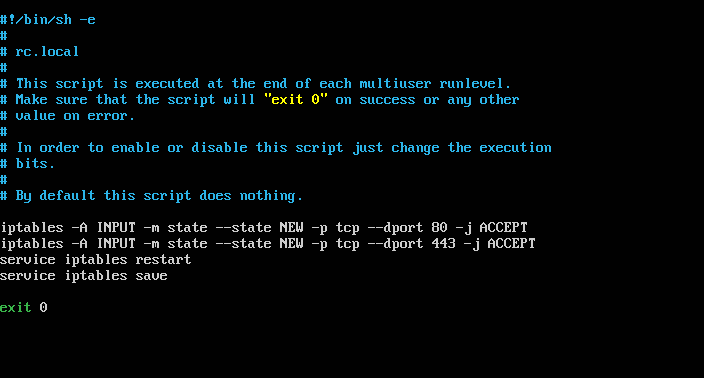 #!/bin/sh -e
#
# rc.local
#
# This script is executed at the end of each multiuser runlevel.
# Make sure that the script will "exit 0" on success or any other
# value on error.
#
# In order to enable or disable this script just change the execution
# bits.
#
# By default this script does nothing.
iptables -A INPUT -m state --state NEW -p tcp --dport 80 -j ACCEPT
iptables -A INPUT -m state --state NEW -p tcp --dport 443 -j ACCEPT
service iptables restart
service iptables save
exit 0